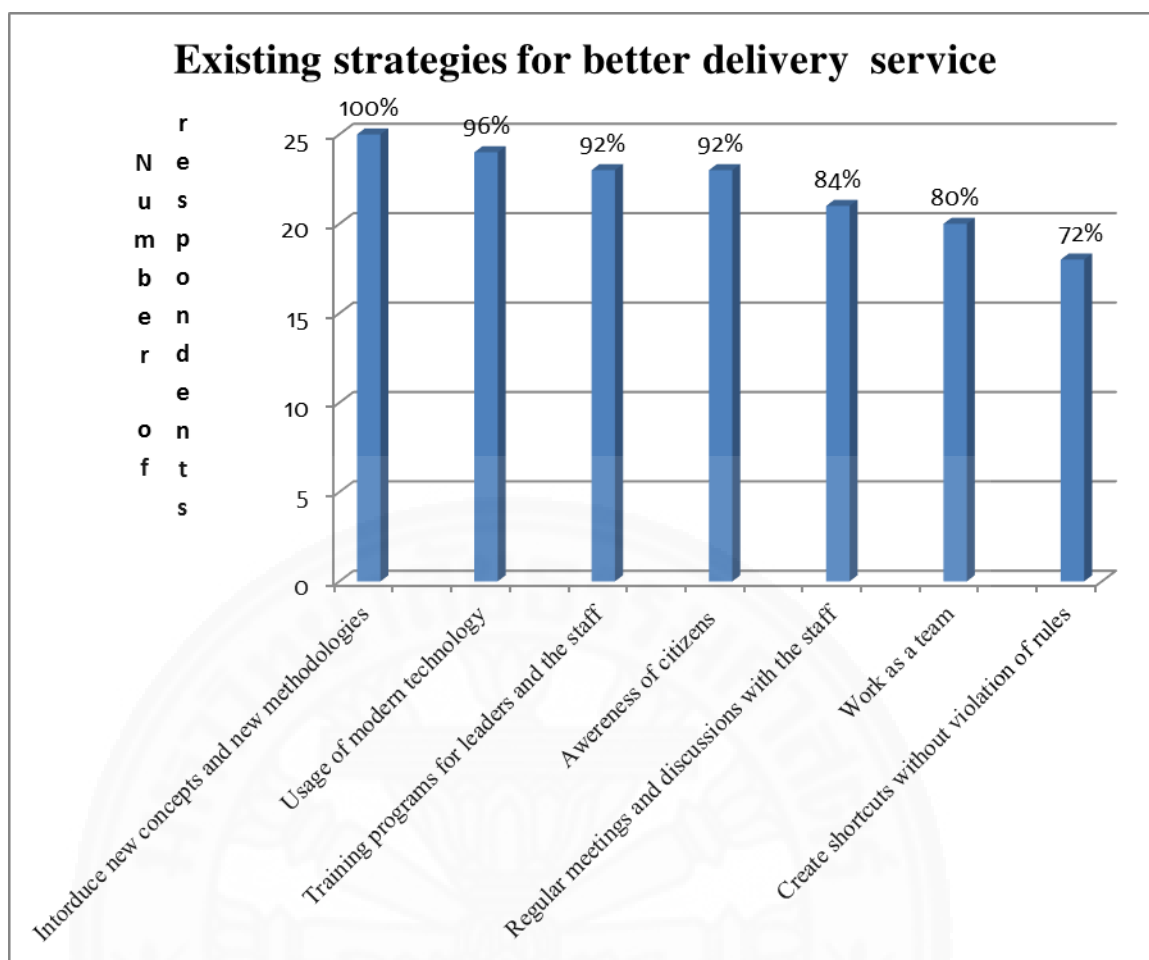 Existing strategies for better delivery service
Number of
respondents
100%
96%
92%
92%
84%
80%
72%
25
20
15
10
5
0
Intorduce new concepts and new methodologies
Usage of modern technology
Training programs for leaders and the staff
Awereness of citizens
Regular meetings and discussions with the staff
Work as a team
Create shortcuts without violation of rules